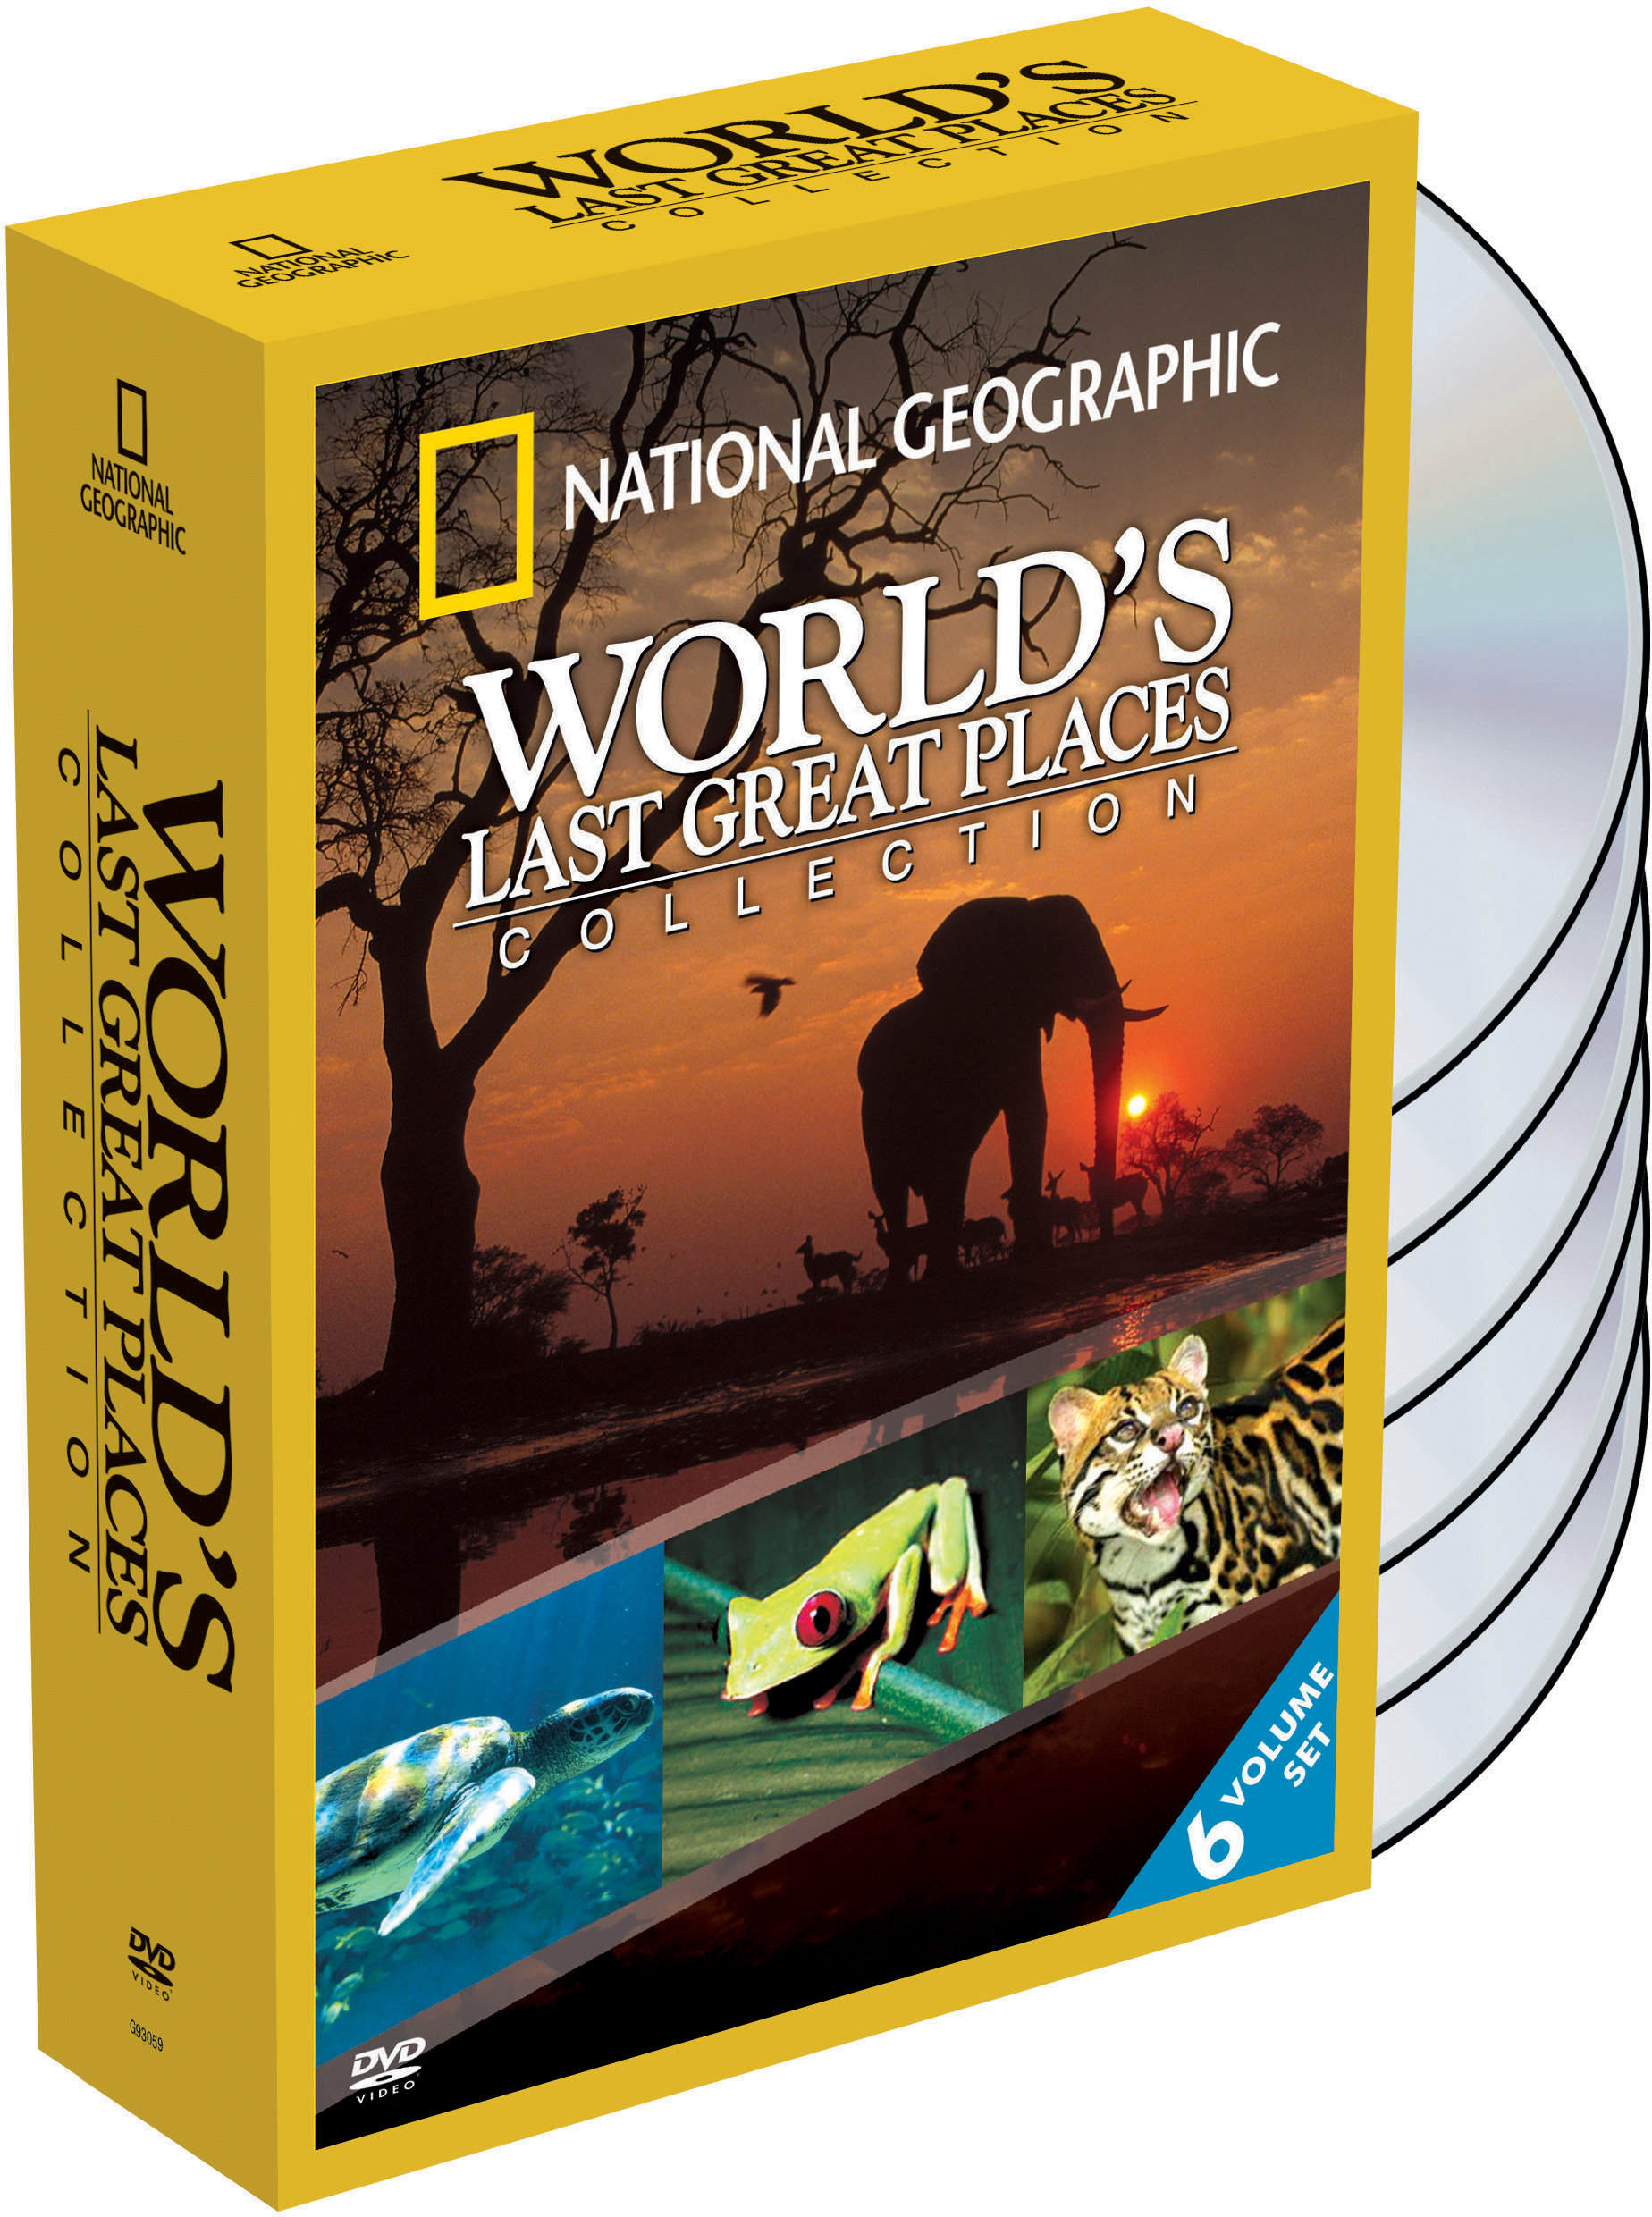 WORLD'S
LAST GREAT PLACES
COLLECTION
NATIONAL
GEOGRAPHIC
NATIONAL
GEOGRAPHIC
WORLD'S
LAST GREAT PLACES
COLLECTION
DVD
VIDEO
G93059
NATIONAL GEOGRAPHIC
WORLD'S
LAST GREAT PLACES
COLLECTION
6 VOLUME
SET
DVD
VIDEO